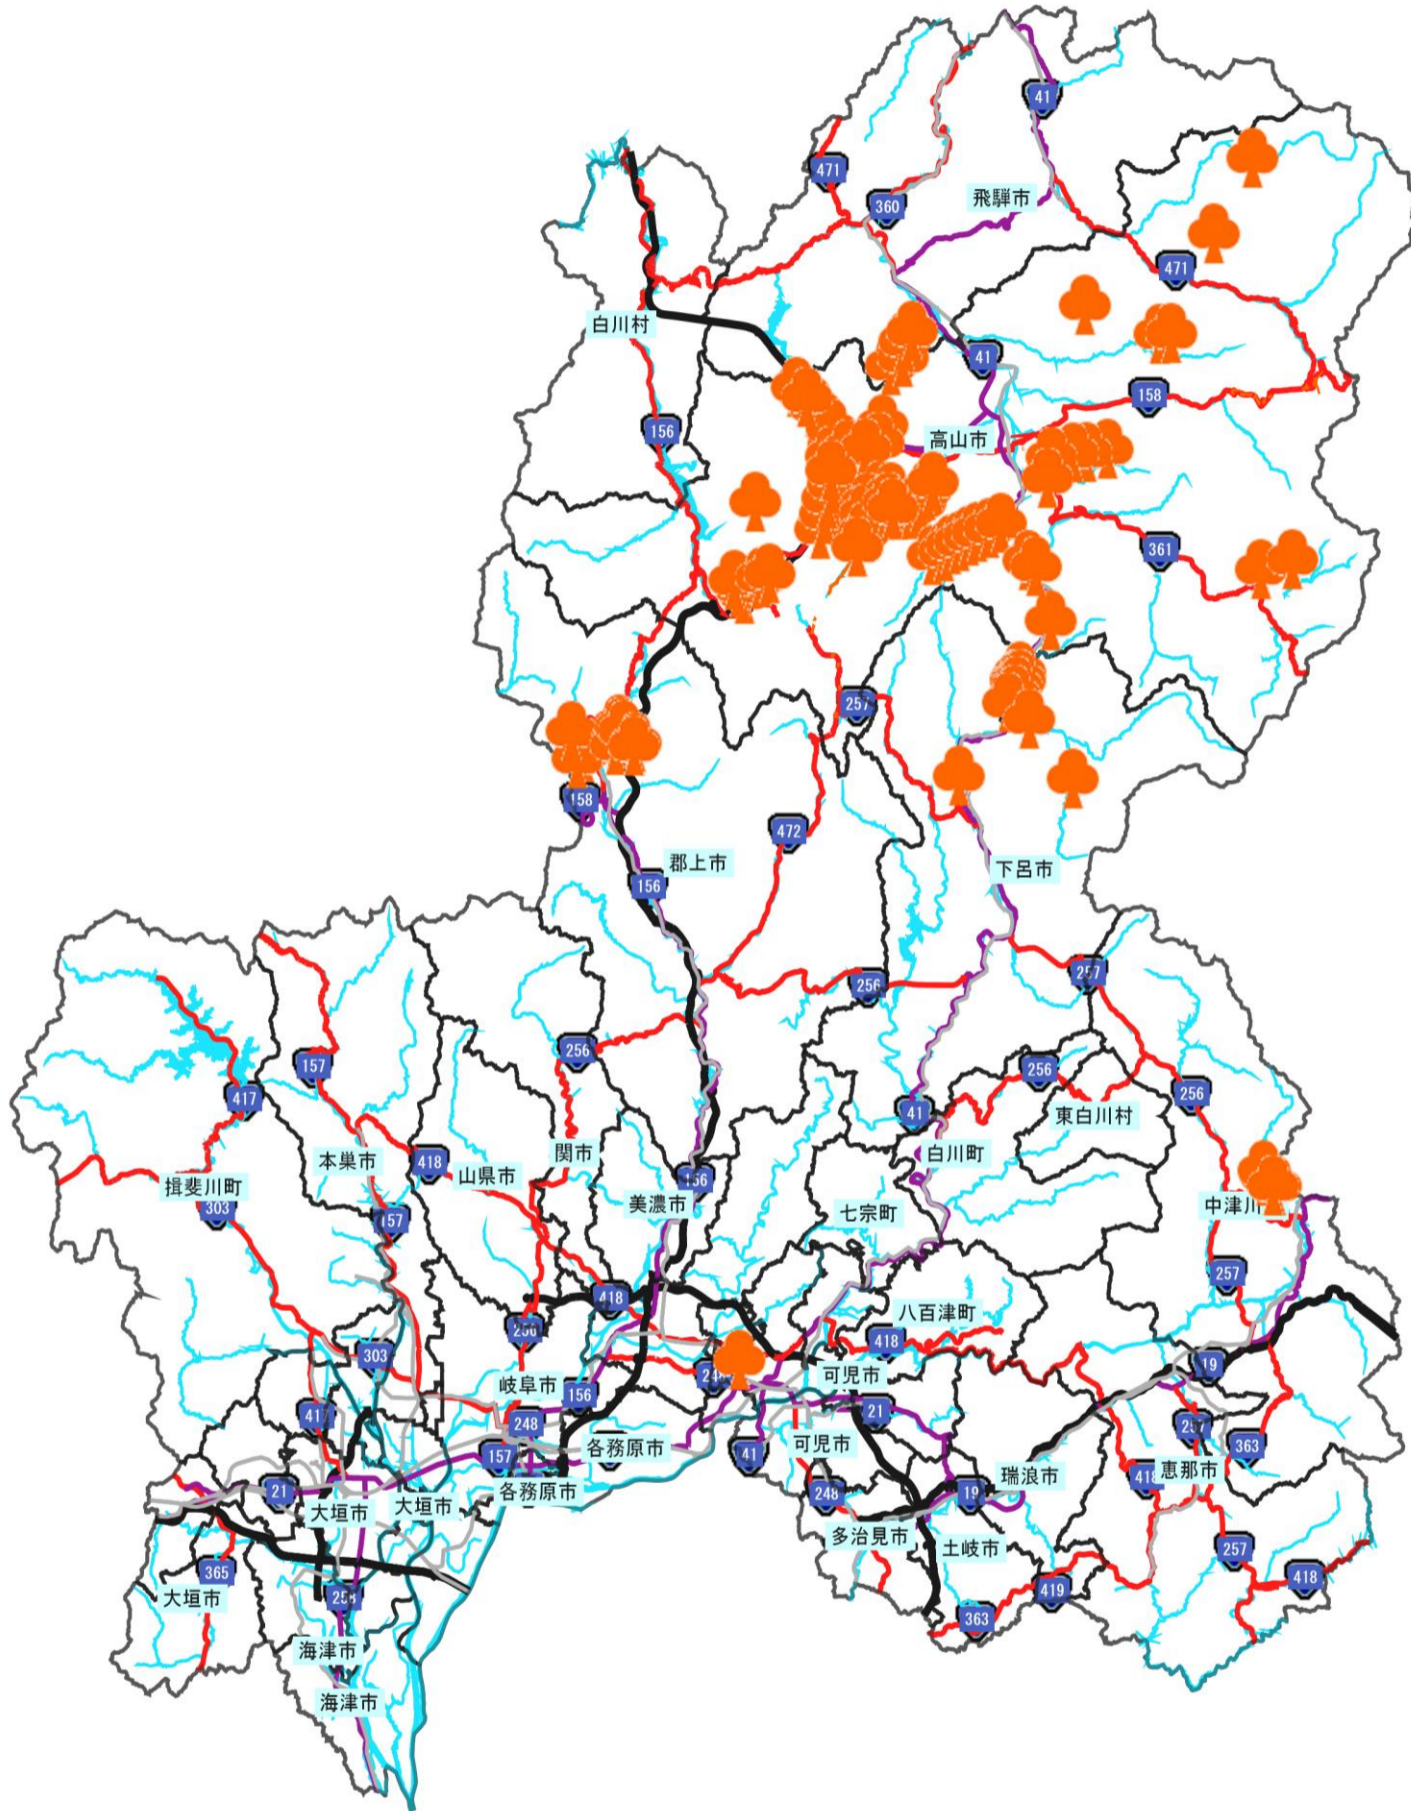 41
471
360
飛騨市
471
白川村
41
158
156
高山市
361
257
158
472
郡上市
156
下呂市
256
257
157
256
256
256
417
41
東白川村
関市
本巣市
418
白川町
山県市
揖斐川町
156
303
美濃市
七宗町
中津川
157
257
418
八百津町
256
418
303
19
248
可児市
岐阜市
156
41
21
248
257
可児市
各務原市
363
157
41
恵那市
瑞浪市
418
21
各務原市
248
19
大垣市
大垣市
多治見市
土岐市
257
365
418
大垣市
258
419
363
海津市
海津市